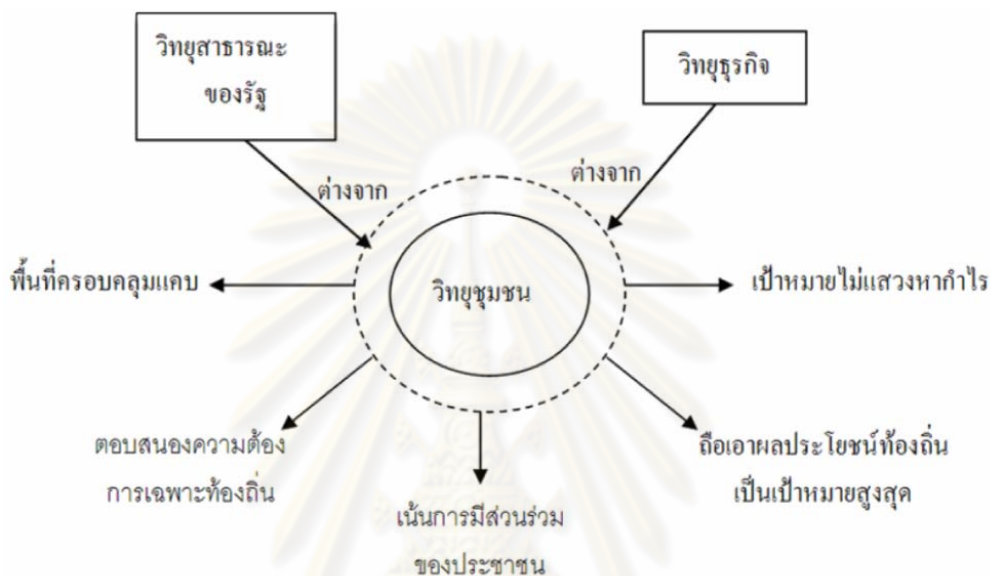 วิทยุสาธารณะ
ของรัฐ
วิทยุธุรกิจ
ต่างจาก
ต่างจาก
พื้นที่ครอบคลุมแคบ
วิทยุชุมชน
เป้าหมายไม่แสวงหากำไร
ตอบสนองความต้อง
การเฉพาะท้องถิ่น
เน้นการมีส่วนร่วม
ของประชาชน
ถือเอาผลประโยชน์ท้องถิ่น
เป็นเป้าหมายสูงสุด